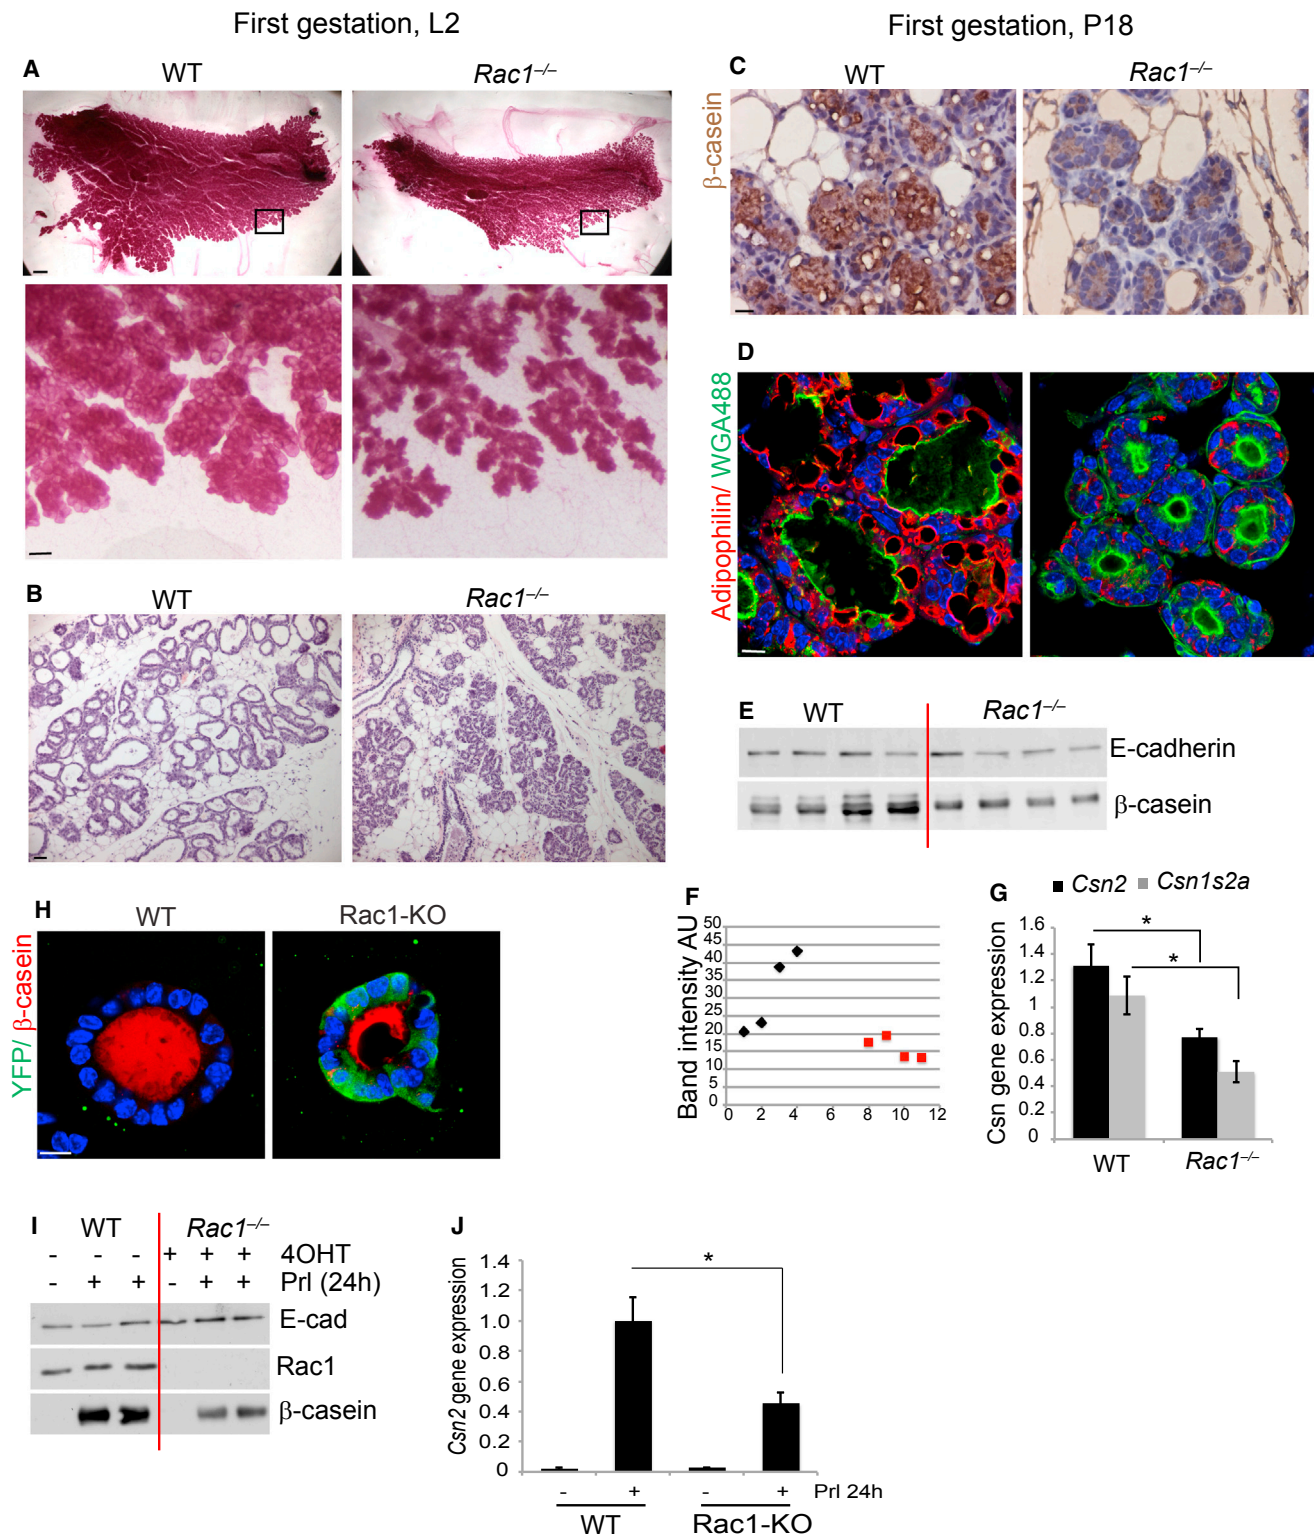 First gestation, L2
First gestation, P18
A
WT
Rac1–/–
B
WT
Rac1–/–
C
WT
Rac1–/–
β-casein
D
Adipophilin/ WGA488
E
WT
Rac1–/–
E-cadherin
β-casein
F
Band intensity AU
50
45
40
35
30
25
20
15
10
5
0
0 2 4 6 8 10 12
G
Csn2 Csn1s2a
Csn gene expression
1.6
1.4
1.2
1
0.8
0.6
0.4
0.2
0
* *
WT Rac1–/–
H
WT
Rac1-KO
YFP/ β-casein
I
WT Rac1–/–
- - - + + + 4OHT
- + + - + + Prl (24h)
E-cad
Rac1
β-casein
J
Csn2 gene expression
1.4
1.2
1.0
0.8
0.6
0.4
0.2
0
*
- + - + Prl 24h
WT Rac1-KO